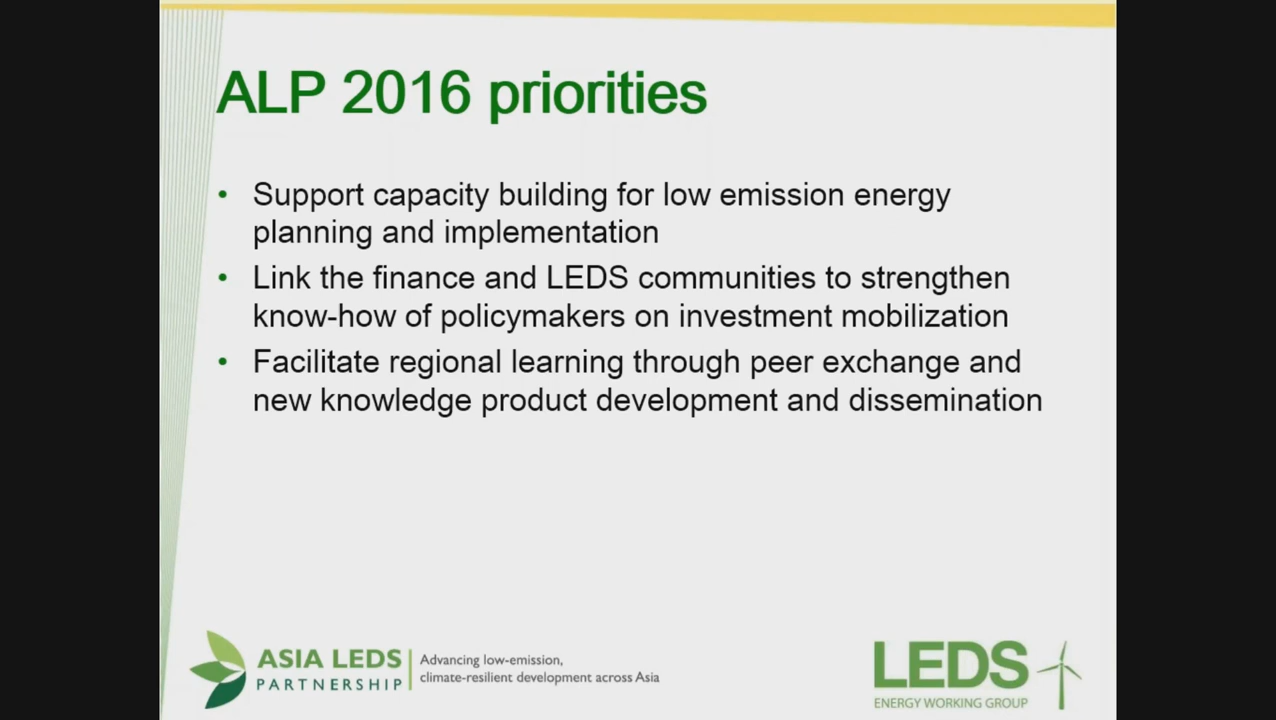 ALP 2016 priorities
• Support capacity building for low emission energy
planning and implementation
• Link the finance and LEDS communities to strengthen
know-how of policymakers on investment mobilization
• Facilitate regional learning through peer exchange and
new knowledge product development and dissemination
ASIA LEDS
PARTNERSHIP
Advancing low-emission,
climate-resilient development across Asia
LEDS
ENERGY WORKING GROUP